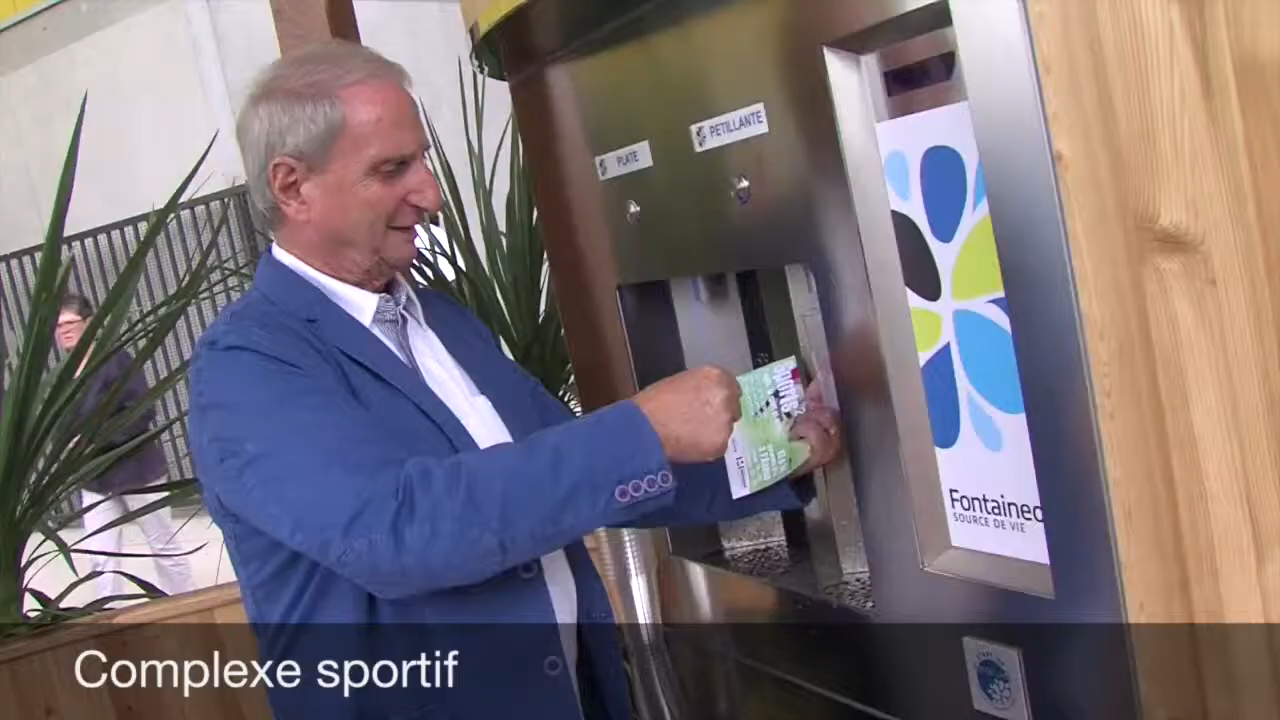 PLATE
PETILLANTE
Fontaineo
SOURCE DE VIE
Complexe sportif